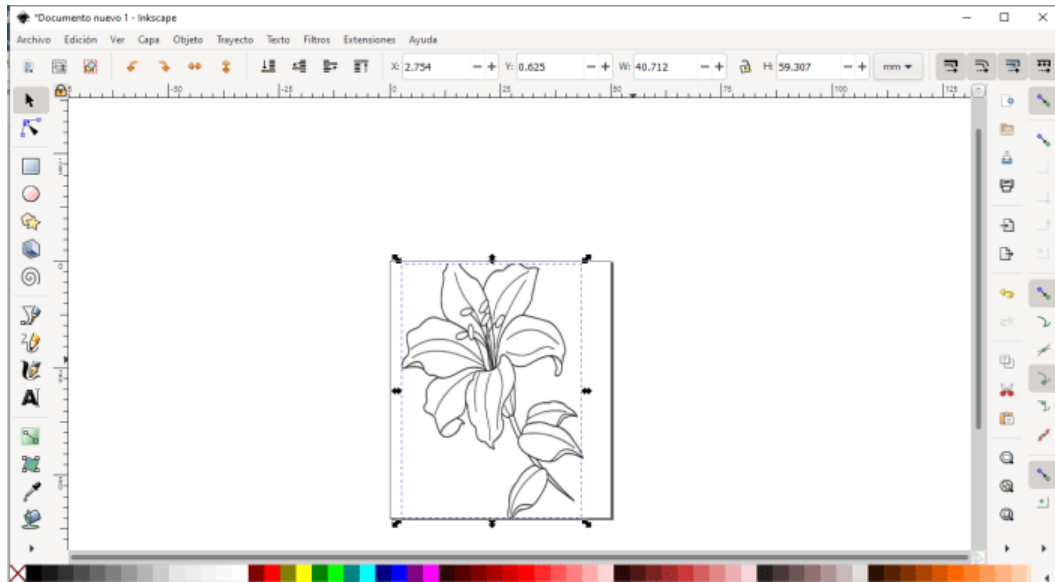 *Documento nuevo 1 - Inkscape
Archivo Edición Ver Capa Objeto Trayecto Texto Filtros Extensiones Ayuda
X: 2.754 Y: 0.625 W: 40.712 H: 59.307 mm
-50 -25 0 25 50 75 100 125
0